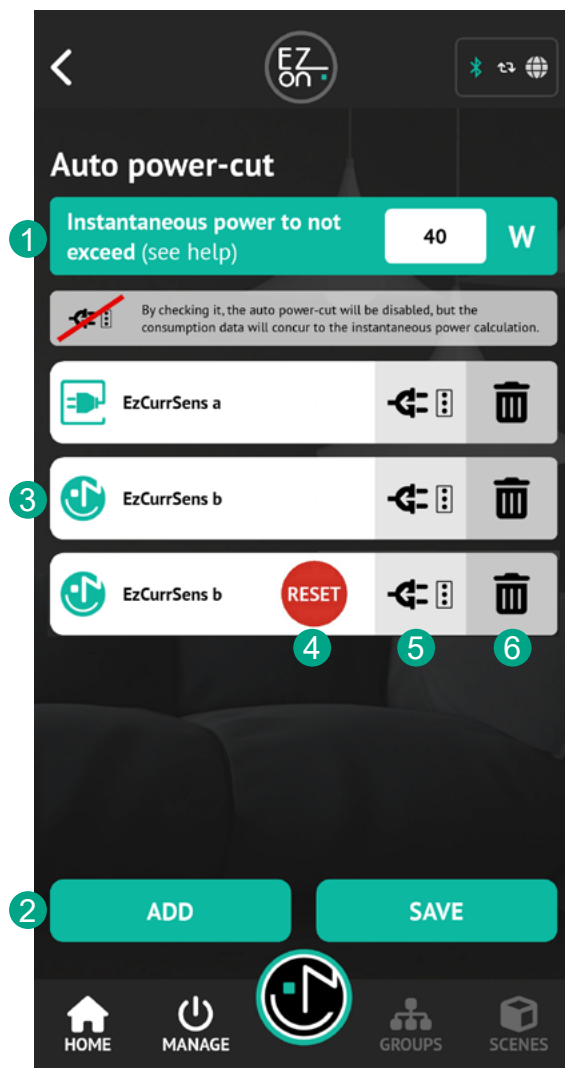 EZ
on
Auto power-cut
1
Instantaneous power to not
exceed (see help)
40
W
By checking it, the auto power-cut will be disabled, but the
consumption data will concur to the instantaneous power calculation.
EzCurrSens a
3
EzCurrSens b
EzCurrSens b
RESET
4
5
6
2
ADD
SAVE
HOME
MANAGE
GROUPS
SCENES